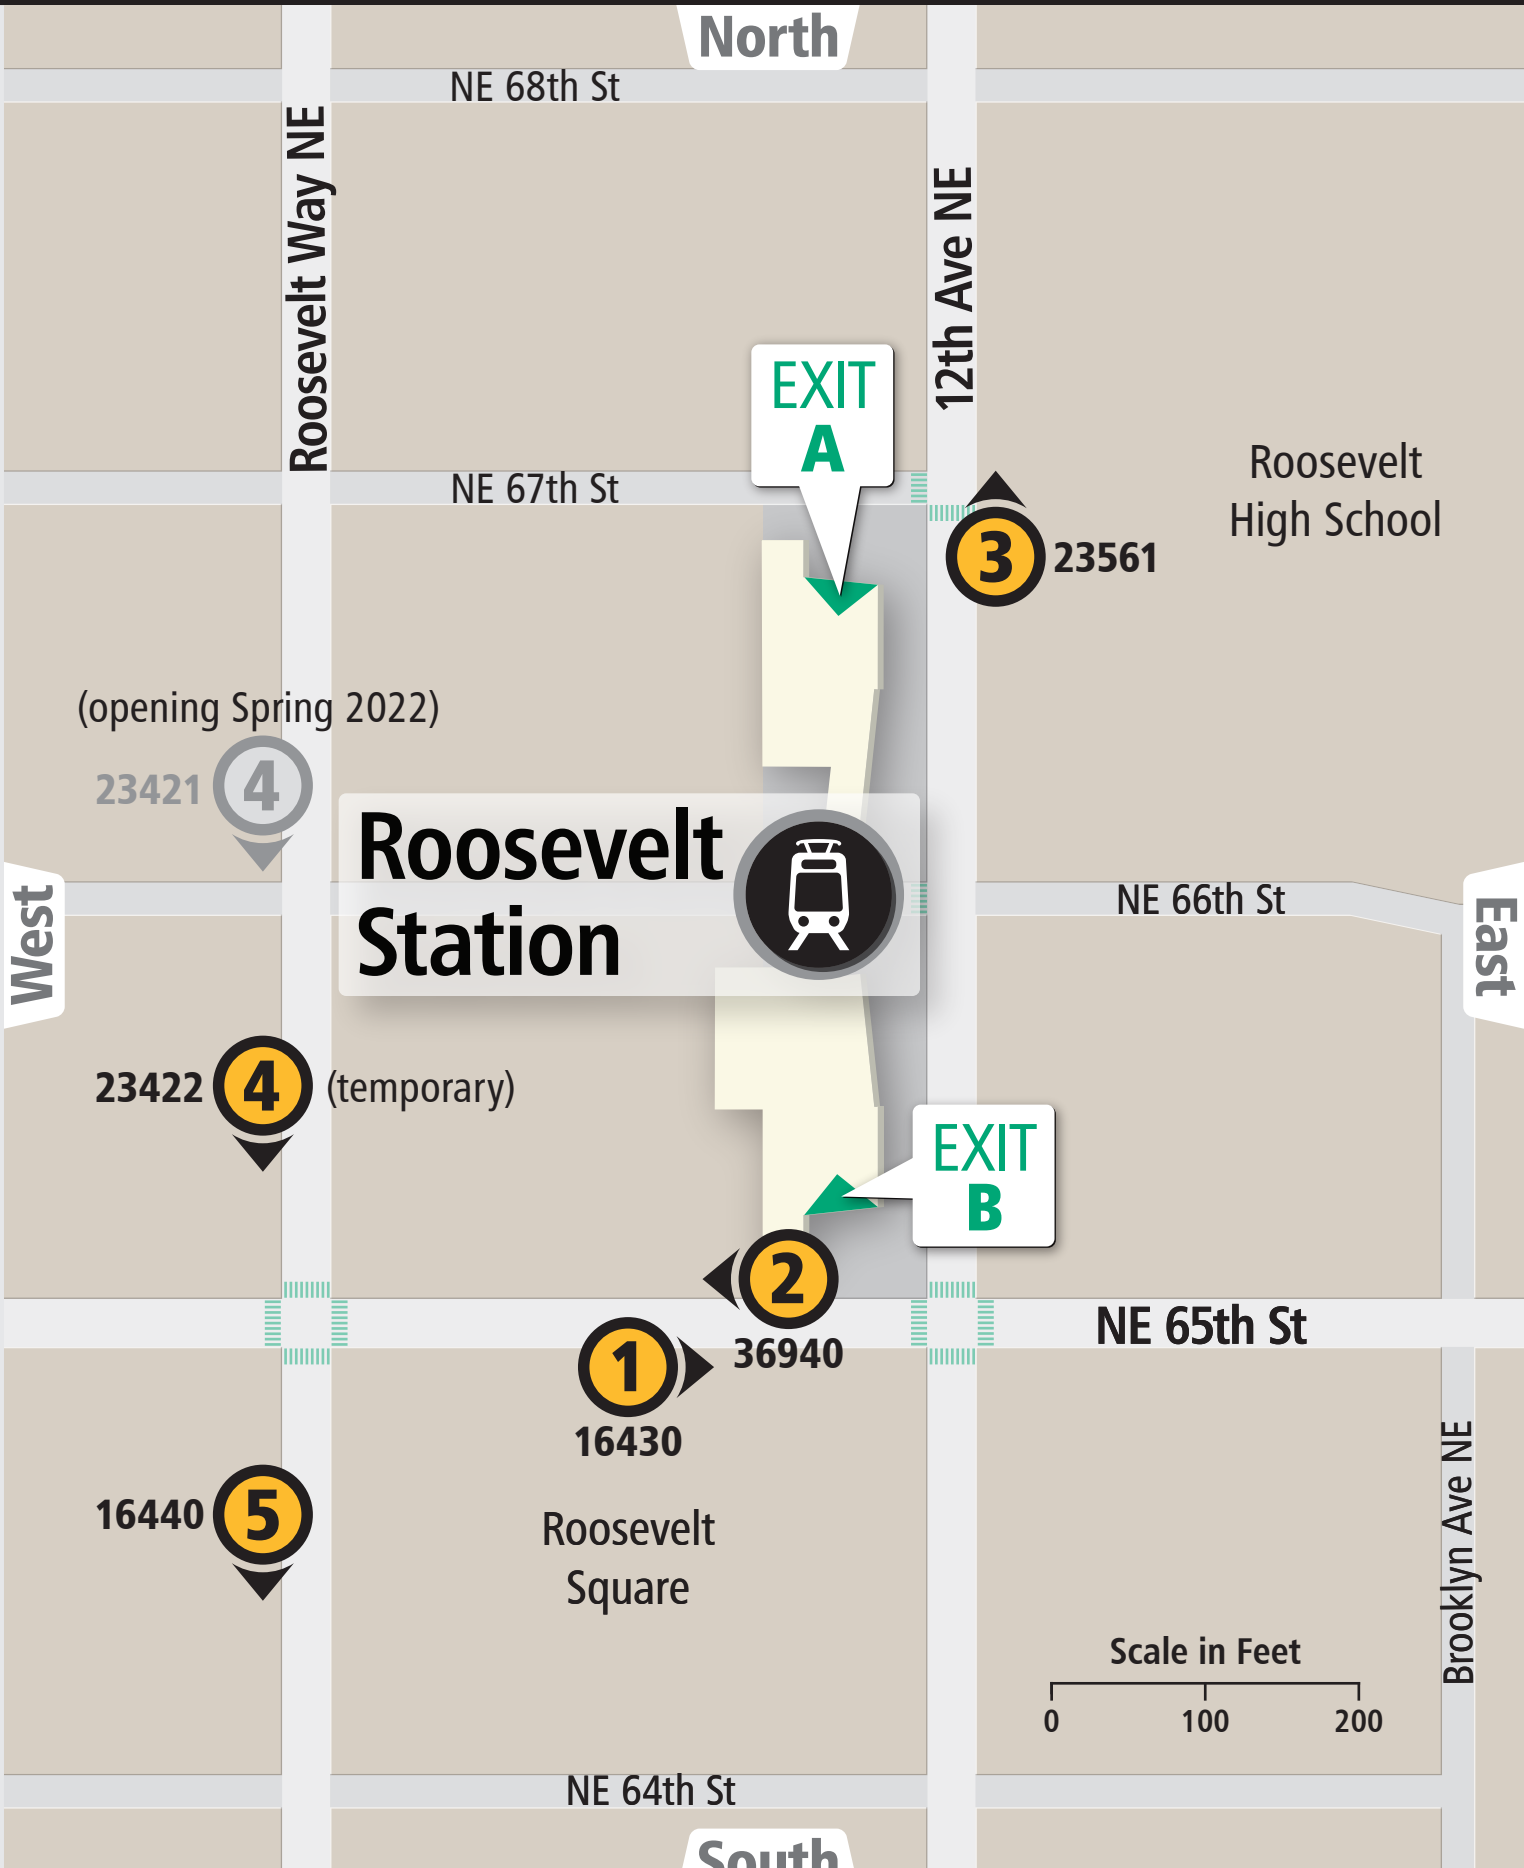 North
NE 68th St
Roosevelt Way NE
12th Ave NE
EXIT
A
NE 67th St
Roosevelt
High School
3
23561
(opening Spring 2022)
23421
4
Roosevelt
Station
NE 66th St
West
East
23422
4
(temporary)
EXIT
B
2
36940
NE 65th St
1
16430
16440
5
Roosevelt
Square
Brooklyn Ave NE
Scale in Feet
0 100 200
NE 64th St
South